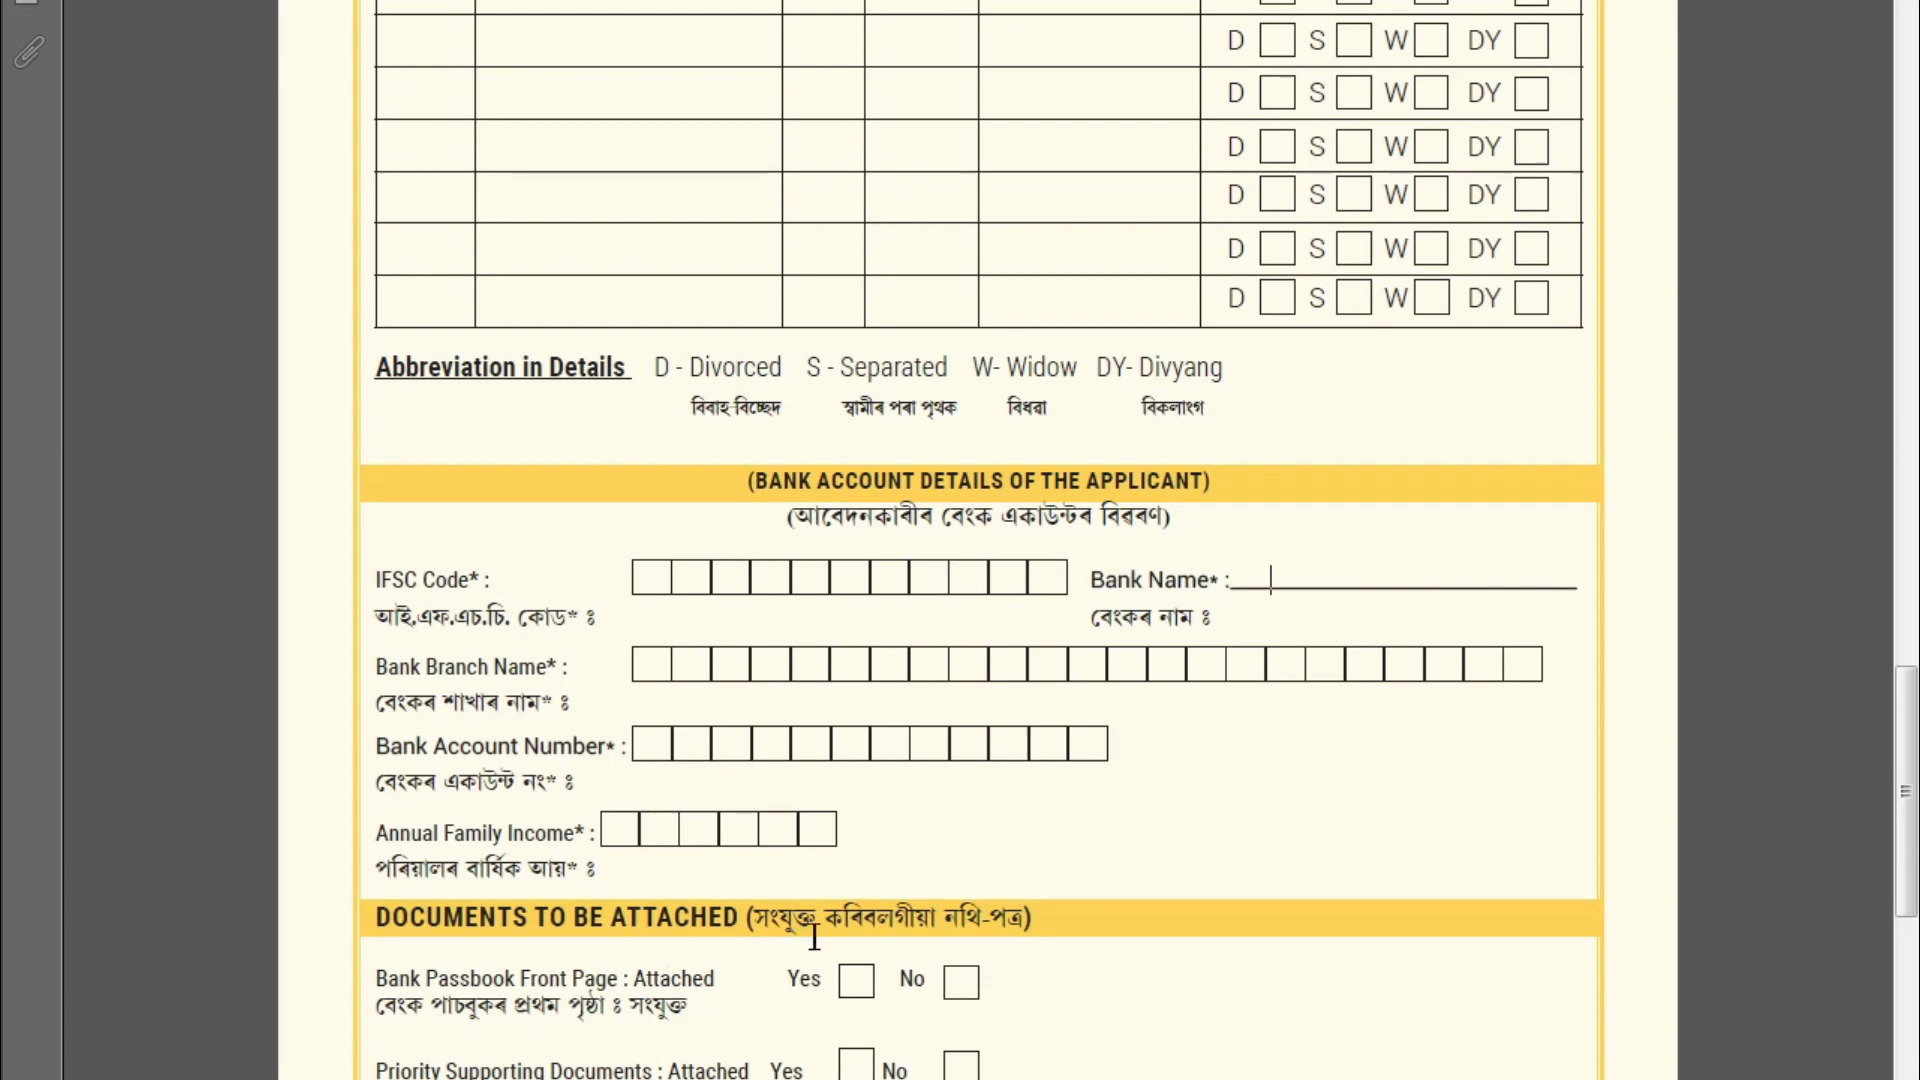 D S W DY
D S W DY
D S W DY
D S W DY
D S W DY
D S W DY
Abbreviation in Details D - Divorced S - Separated W- Widow DY- Divyang
বিবাহ বিচ্ছেদ স্বামীৰ পৰা পৃথক বিধৱা বিকলাংগ
(BANK ACCOUNT DETAILS OF THE APPLICANT)
(আবেদনকাৰীৰ বেংক একাউন্টৰ বিৱৰণ)
IFSC Code* : Bank Name* :
আই.এফ.এচ.চি. কোড* ঃ বেংকৰ নাম ঃ
Bank Branch Name* :
বেংকৰ শাখাৰ নাম* ঃ
Bank Account Number* :
বেংকৰ একাউন্ট নং* ঃ
Annual Family Income* :
পৰিয়ালৰ বাৰ্ষিক আয়* ঃ
DOCUMENTS TO BE ATTACHED (সংযুক্ত কৰিবলগীয়া নথি-পত্ৰ)
Bank Passbook Front Page : Attached Yes No
বেংক পাচবুকৰ প্ৰথম পৃষ্ঠা ঃ সংযুক্ত
Priority Supporting Documents : Attached Yes No